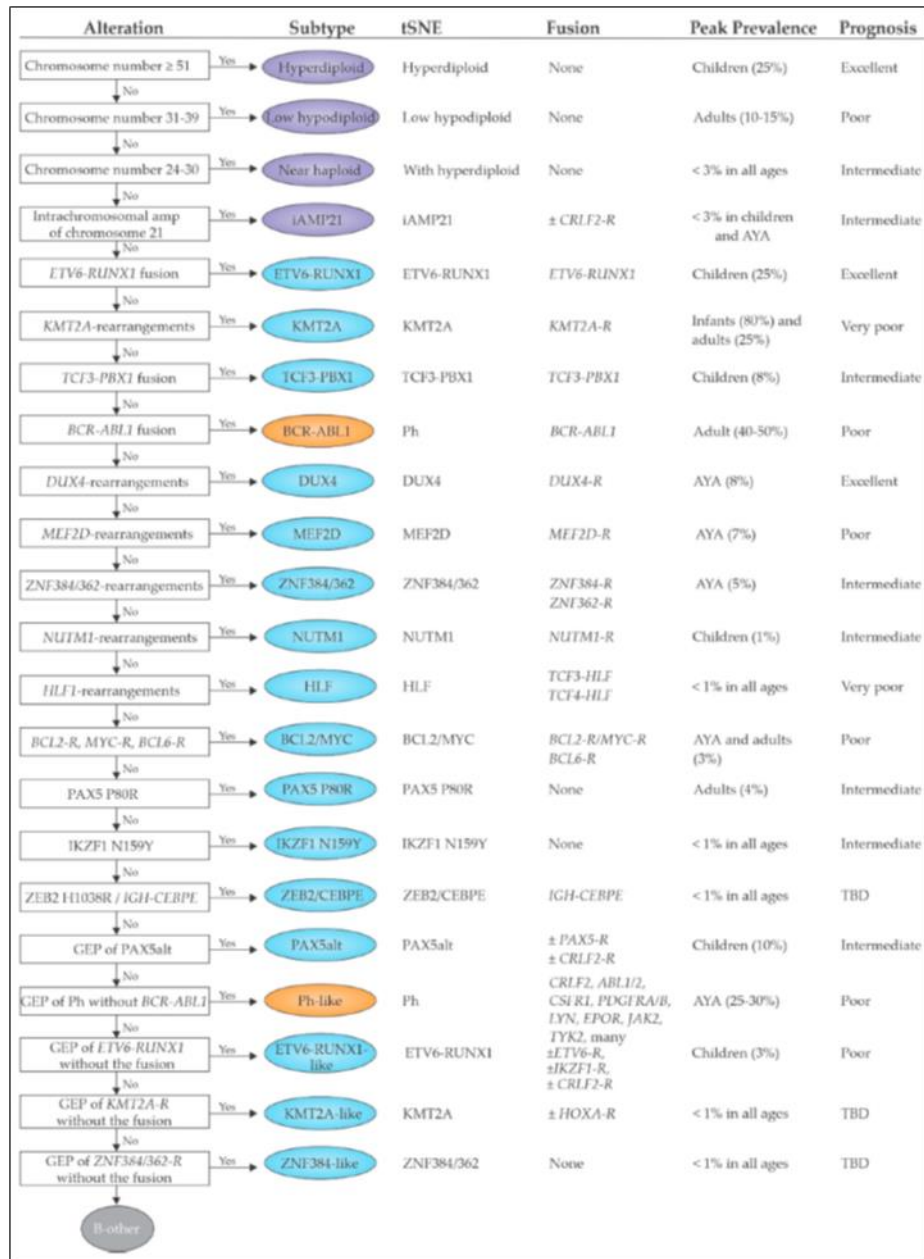 Alteration Subtype tSNE Fusion Peak Prevalence Prognosis
Chromosome number ≥ 51 Yes Hyperdiploid Hyperdiploid None Children (25%) Excellent
No
Chromosome number 31-39 Yes Low hypodiploid Low hypodiploid None Adults (10-15%) Poor
No
Chromosome number 24-30 Yes Near haploid With hyperdiploid None < 3% in all ages Intermediate
No
Intrachromosomal amp Yes iAMP21 iAMP21 ± CRLF2-R < 3% in children Intermediate
of chromosome 21 and AYA
No
ETV6-RUNX1 fusion Yes ETV6-RUNX1 ETV6-RUNX1 ETV6-RUNX1 Children (25%) Excellent
No
KMT2A-rearrangements Yes KMT2A KMT2A KMT2A-R Infants (80%) and Very poor
adults (25%)
No
TCF3-PBX1 fusion Yes TCF3-PBX1 TCF3-PBX1 TCF3-PBX1 Children (8%) Intermediate
No
BCR-ABL1 fusion Yes BCR-ABL1 Ph BCR-ABL1 Adult (40-50%) Poor
No
DUX4-rearrangements Yes DUX4 DUX4 DUX4-R AYA (8%) Excellent
No
MEF2D-rearrangements Yes MEF2D MEF2D MEF2D-R AYA (7%) Poor
No
ZNF384/362-rearrangements Yes ZNF384/362 ZNF384/362 ZNF384-R AYA (5%) Intermediate
ZNF362-R
No
NUTM1-rearrangements Yes NUTM1 NUTM1 NUTM1-R Children (1%) Intermediate
No
HLF1-rearrangements Yes HLF HLF TCF3-HLF < 1% in all ages Very poor
TCF4-HLF
No
BCL2-R, MYC-R, BCL6-R Yes BCL2/MYC BCL2/MYC BCL2-R/MYC-R AYA and adults Poor
BCL6-R (3%)
No
PAX5 P80R Yes PAX5 P80R PAX5 P80R None Adults (4%) Intermediate
No
IKZF1 N159Y Yes IKZF1 N159Y IKZF1 N159Y None < 1% in all ages Intermediate
No
ZEB2 H1038R / IGH-CEBPE Yes ZEB2/CEBPE ZEB2/CEBPE IGH-CEBPE < 1% in all ages TBD
No
GEP of PAX5alt Yes PAX5alt PAX5alt ± PAX5-R Children (10%) Intermediate
± CRLF2-R
No
GEP of Ph without BCR-ABL1 Yes Ph-like Ph CRLF2, ABL1/2, AYA (25-30%) Poor
CSFR1, PDGFRA/B,
LYN, EPOR, JAK2,
TYK2, many
No
GEP of ETV6-RUNX1 Yes ETV6-RUNX1- ETV6-RUNX1 ±ETV6-R, Children (3%) Poor
without the fusion like ±IKZF1-R,
± CRLF2-R
No
GEP of KMT2A-R Yes KMT2A-like KMT2A ± HOXA-R < 1% in all ages TBD
without the fusion
No
GEP of ZNF384/362-R Yes ZNF384-like ZNF384/362 None < 1% in all ages TBD
without the fusion
B-other